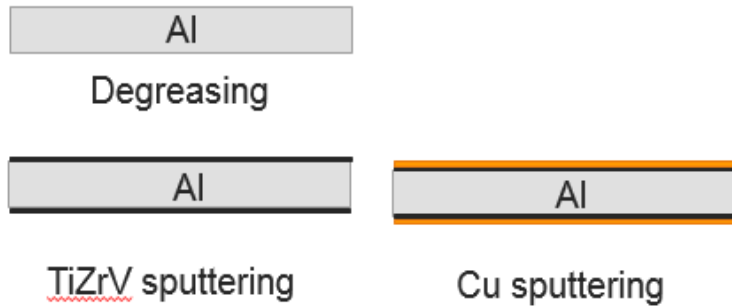 Al
Degreasing
Al
TiZrV sputtering
Al
Cu sputtering